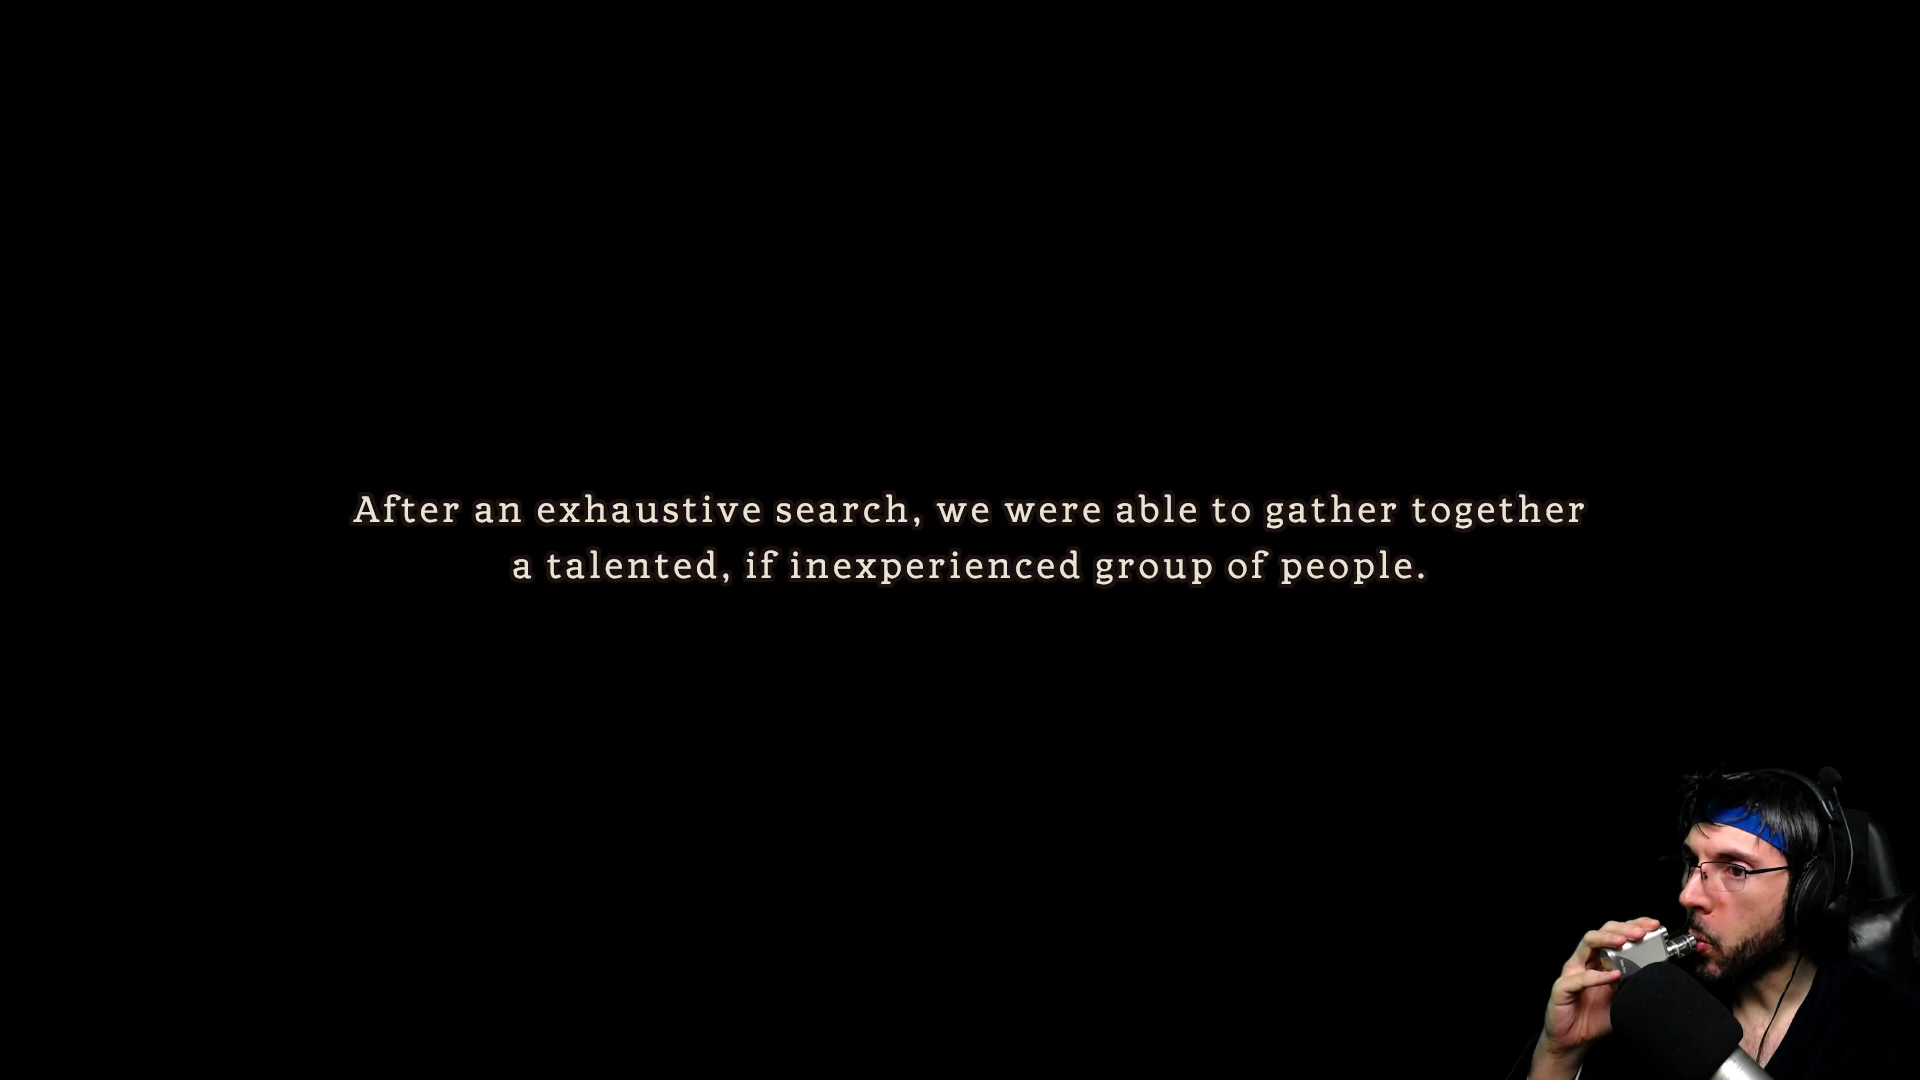 After an exhaustive search, we were able to gather together
a talented, if inexperienced group of people.